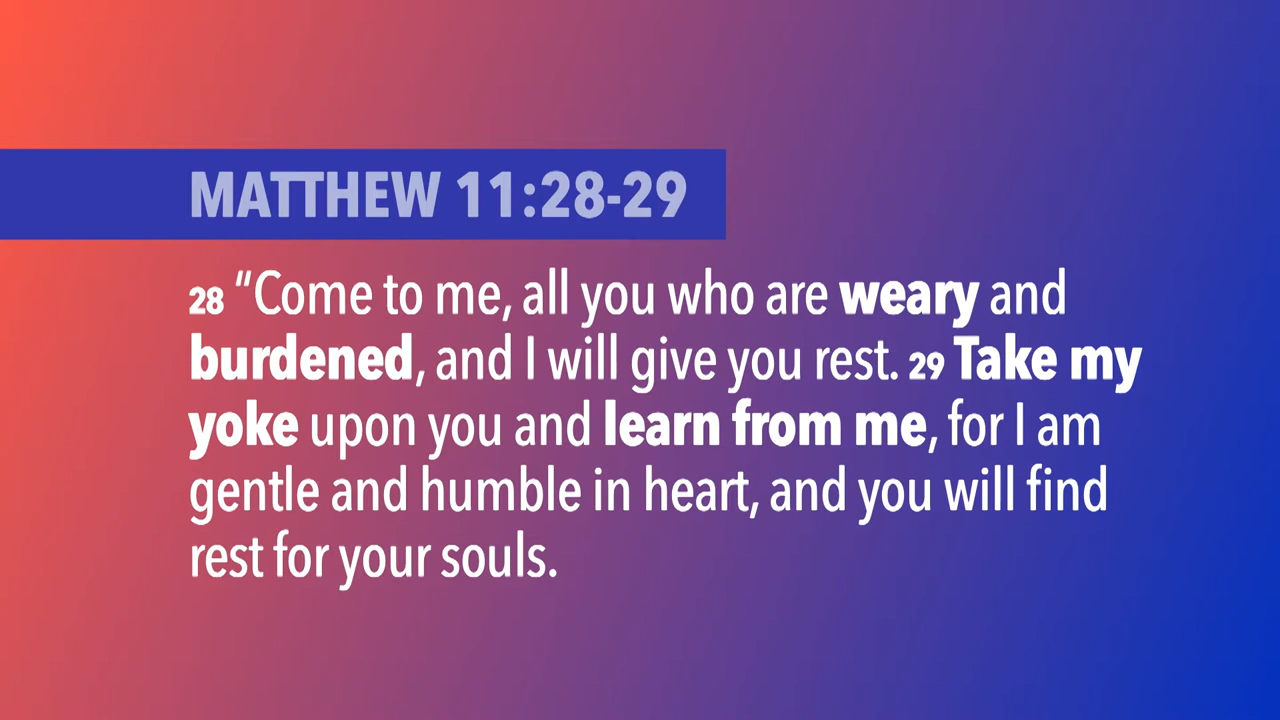 MATTHEW 11:28-29
28 “Come to me, all you who are weary and
burdened, and I will give you rest. 29 Take my
yoke upon you and learn from me, for I am
gentle and humble in heart, and you will find
rest for your souls.